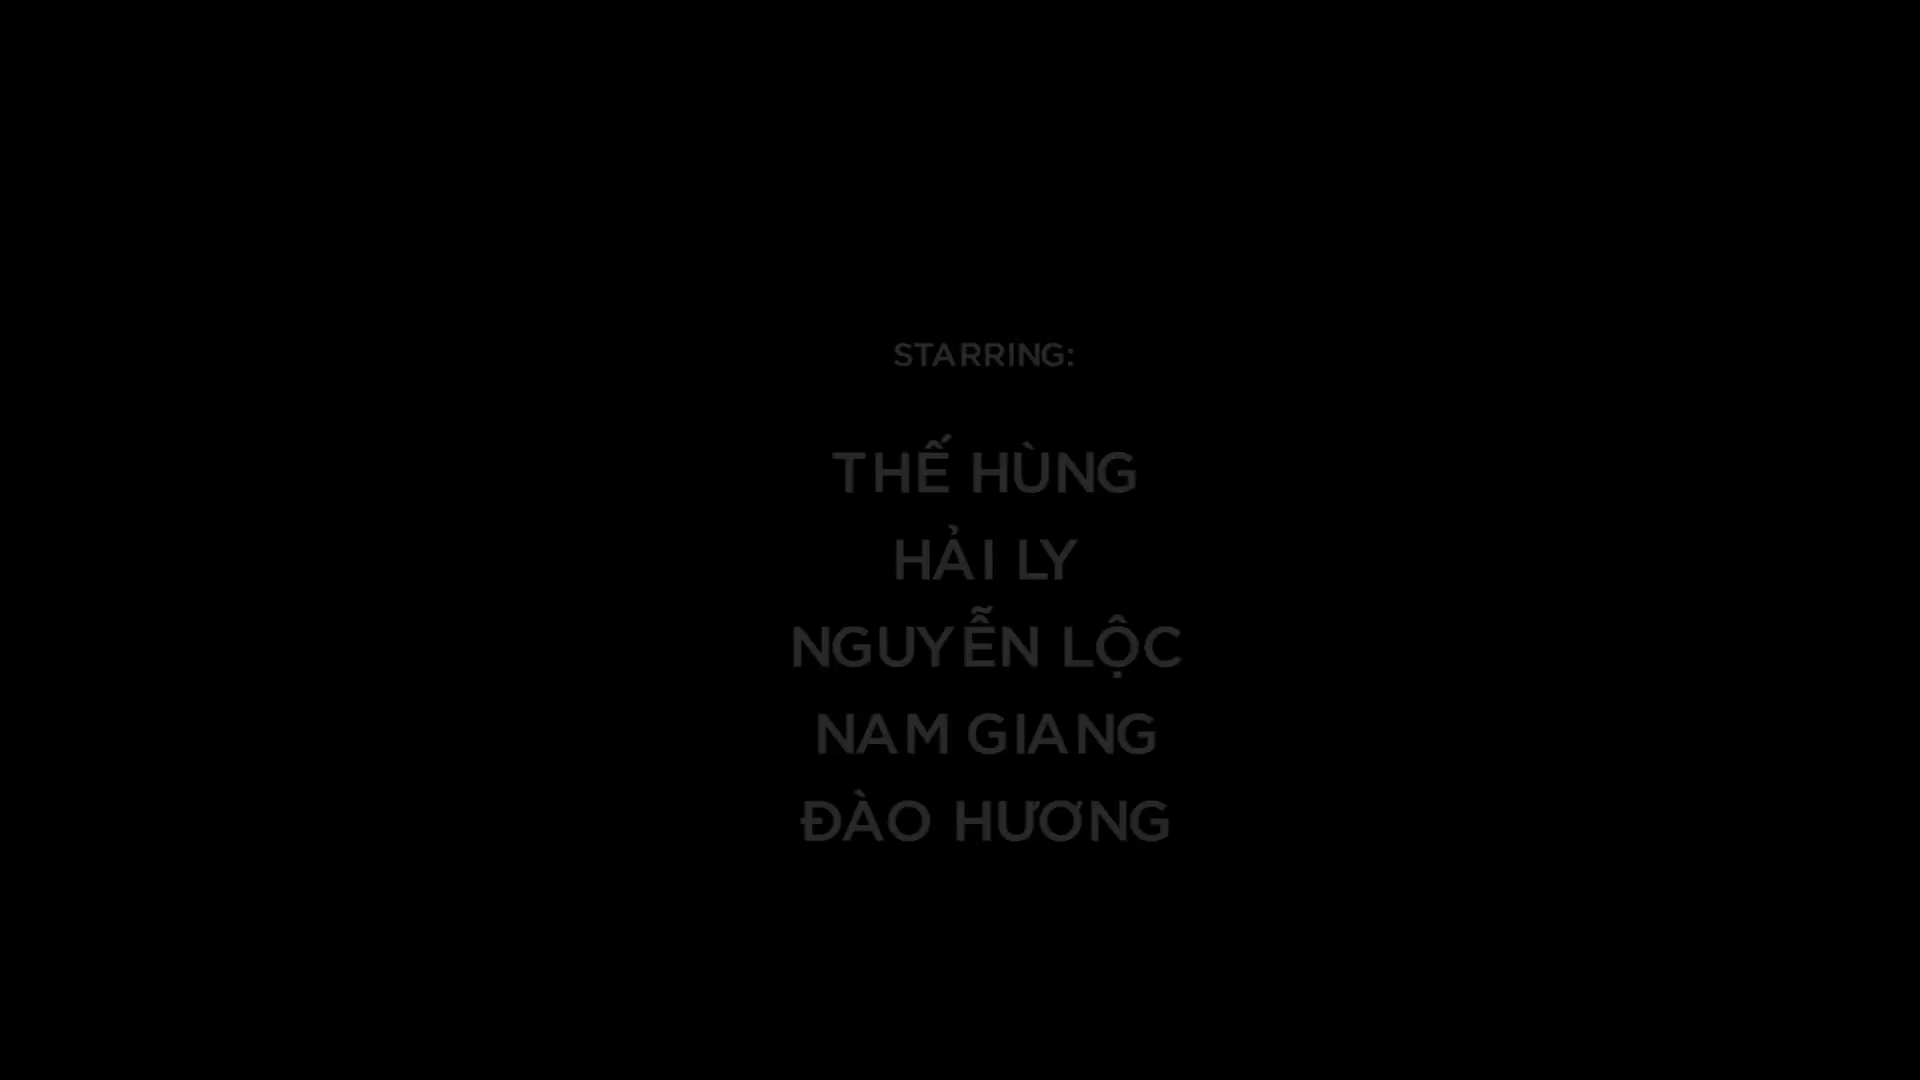 STARRING:
THẾ HÙNG
HẢI LY
NGUYỄN LỘC
NAM GIANG
ĐÀO HƯƠNG